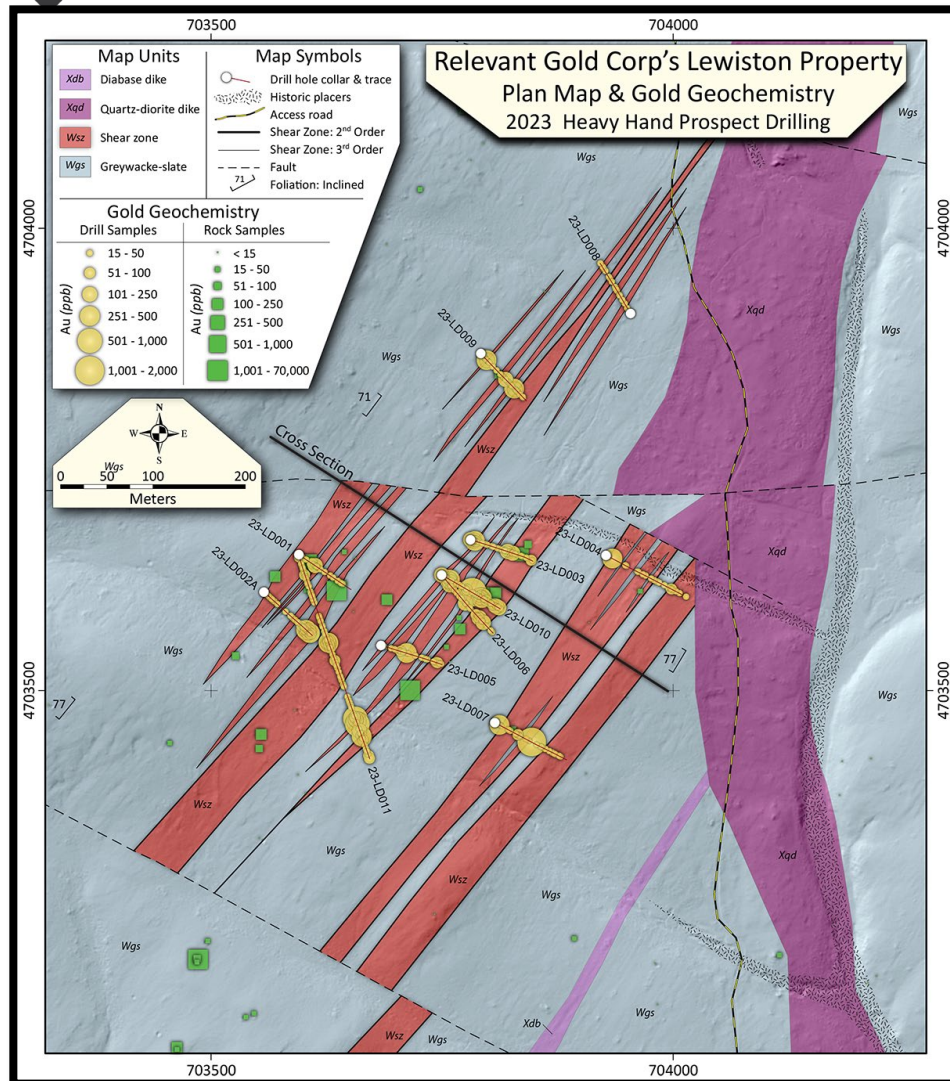 703500
704000
Relevant Gold Corp's Lewiston Property
Plan Map & Gold Geochemistry
2023 Heavy Hand Prospect Drilling
Map Units
Xdb Diabase dike
Xqd Quartz-diorite dike
Wsz Shear zone
Wgs Greywacke-slate
Map Symbols
Drill hole collar & trace
Historic placers
Access road
Shear Zone: 2nd Order
Shear Zone: 3rd Order
Fault
71 Foliation: Inclined
Gold Geochemistry
Drill Samples
Au (ppb)
15 - 50
51 - 100
101 - 250
251 - 500
501 - 1,000
1,001 - 2,000
Rock Samples
Au (ppb)
< 15
15 - 50
51 - 100
100 - 250
251 - 500
501 - 1,000
1,001 - 70,000
N
W E
S
Wgs
0 50 100 200
Meters
Wgs
Wgs
4704000
4704000
23-LD008
Xqd
23-LD009
Wgs
Wgs
Wgs
71
Cross Section
Wsz
Wsz
Wgs
23-LD001
Wsz
23-LD004
Xqd
23-LD003
23-LD002A
23-LD010
23-LD006
Wgs
Wsz
77
23-LD005
4703500
4703500
Wgs
77
23-LD007
23-LD011
Wsz
Wgs
Xqd
Wsz
Wgs
Wgs
Wgs
Xdb
Wsz
Wgs
703500
704000